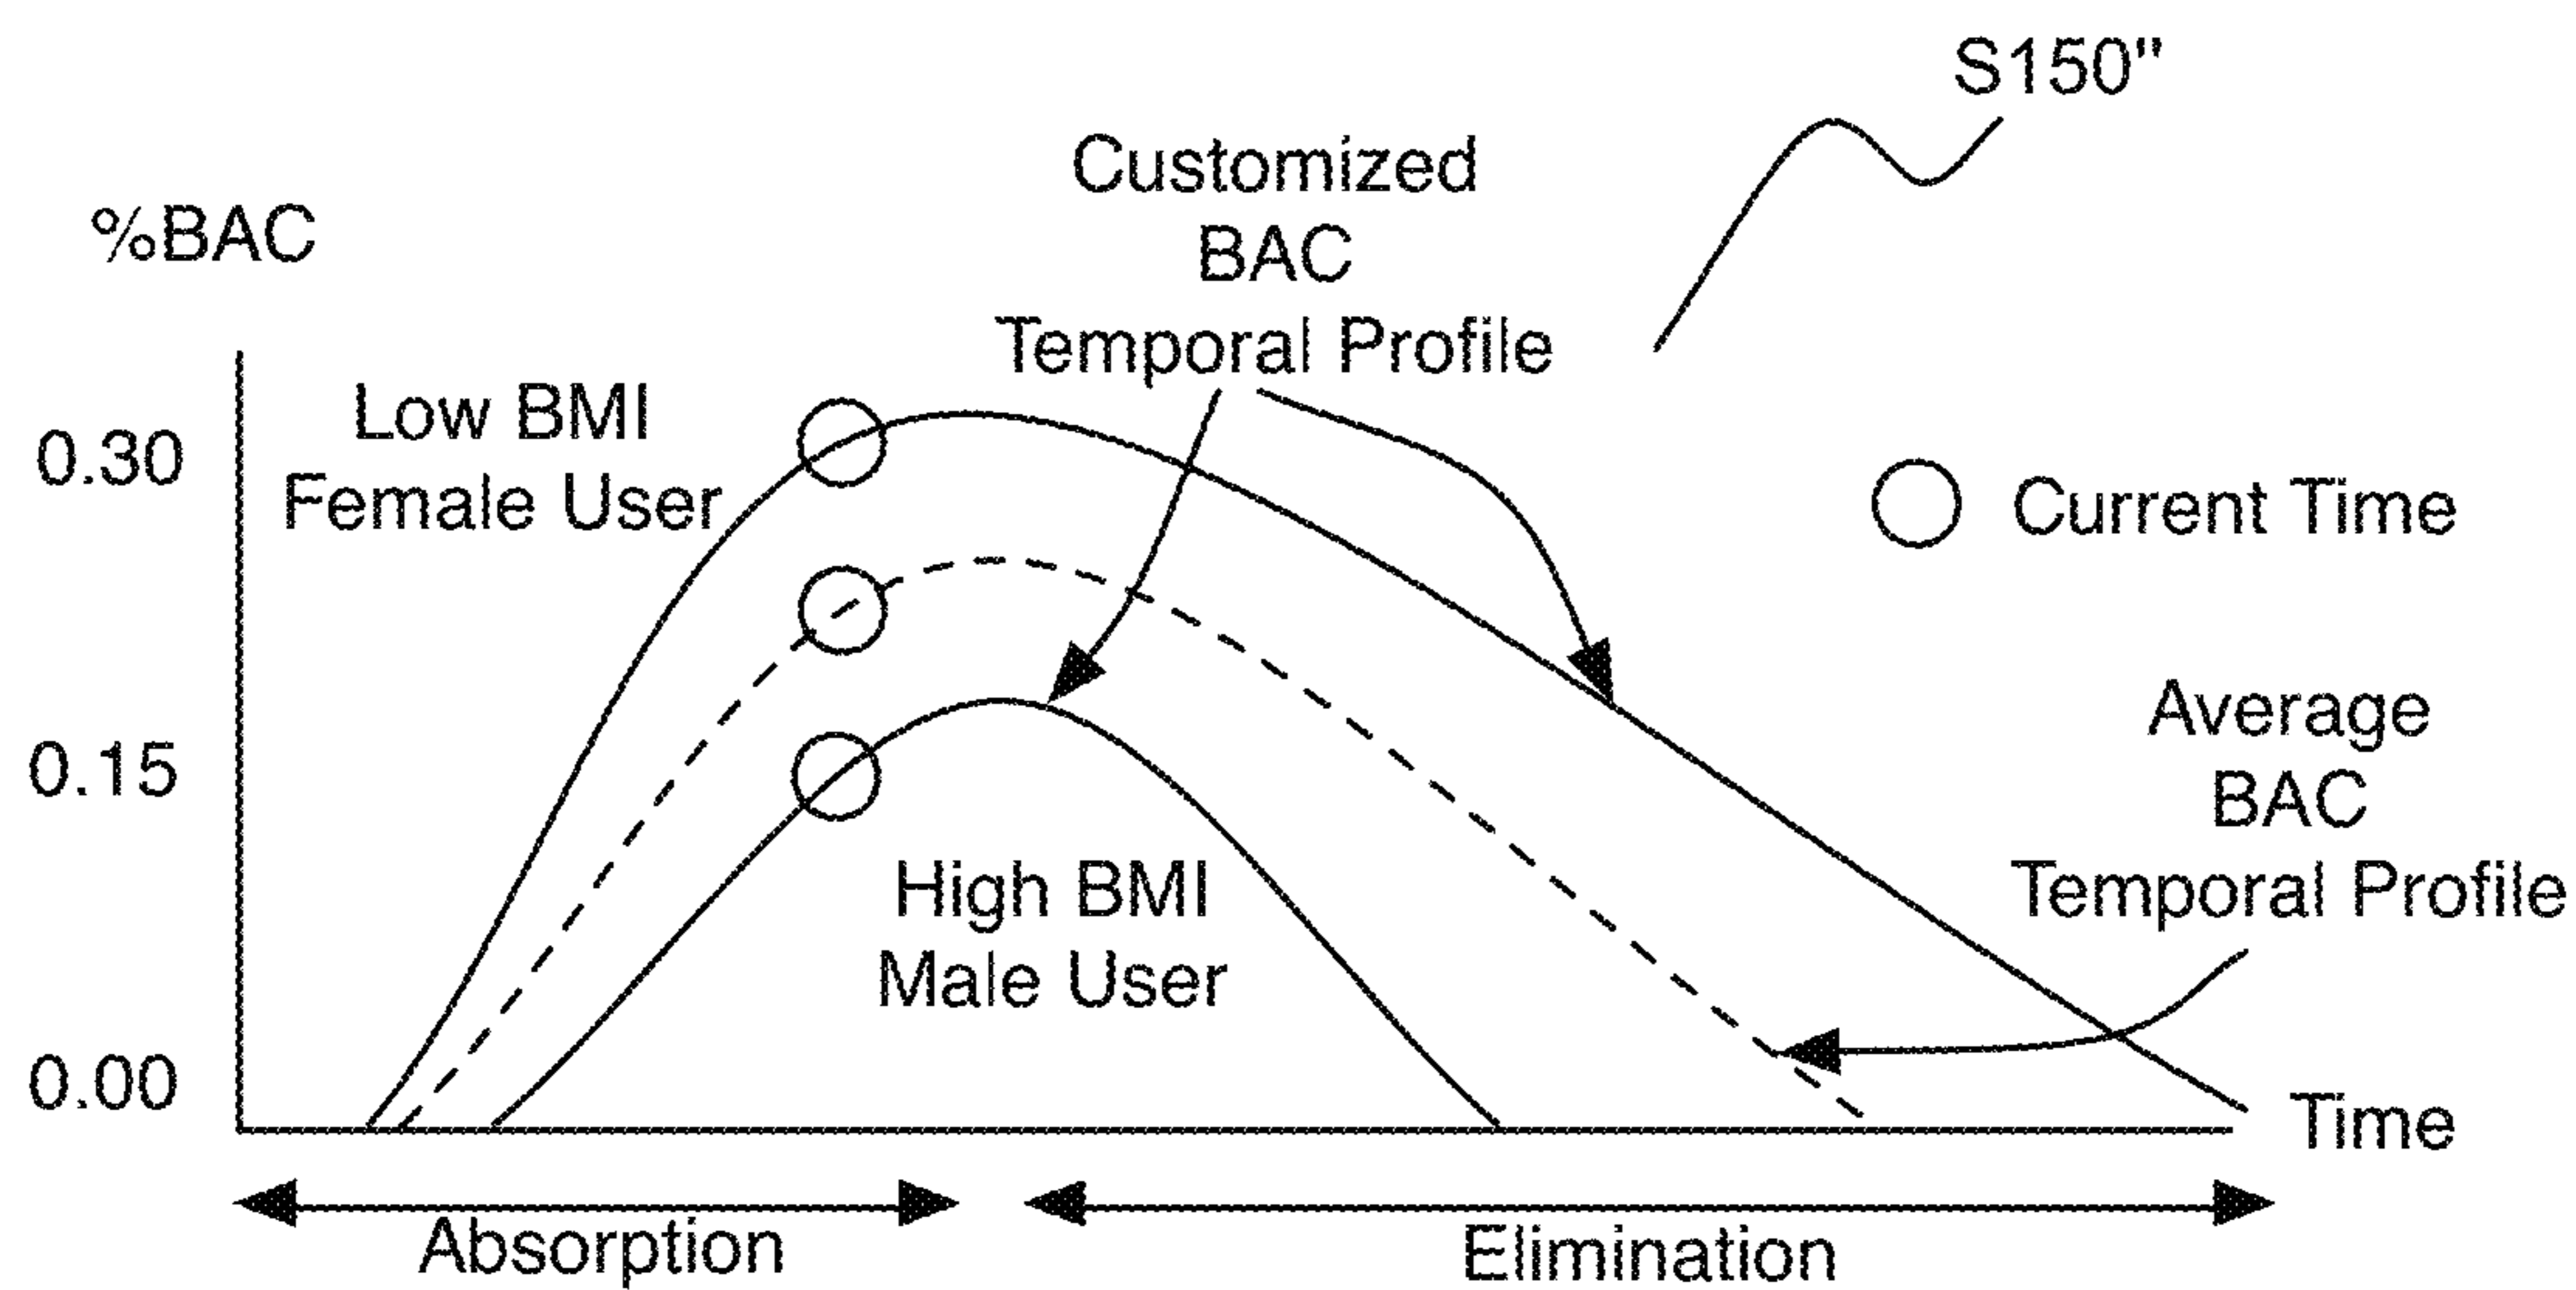 S150"
Customized
BAC
Temporal Profile
%BAC
Low BMI
Female User
0.30
Current Time
0.15
Average
BAC
Temporal Profile
High BMI
Male User
0.00
Time
Absorption
Elimination